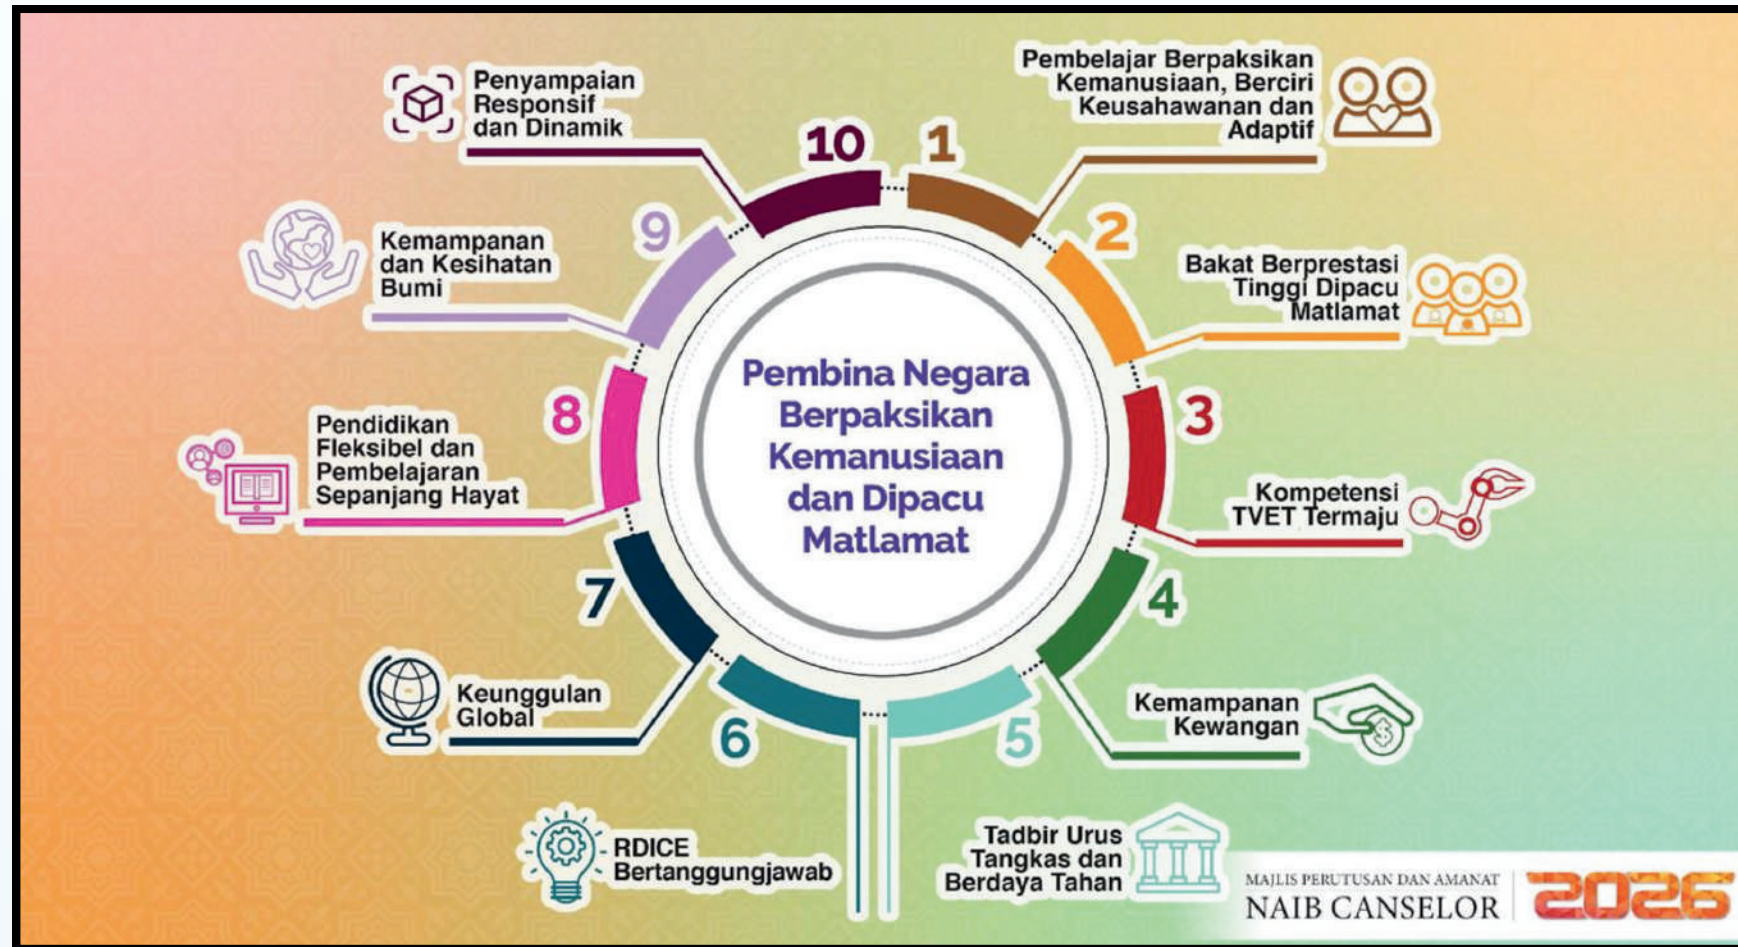 Pembina Negara
Berpaksikan
Kemanusiaan
dan Dipacu
Matlamat
1
Pembelajar Berpaksikan
Kemanusiaan, Berciri
Keusahawanan dan
Adaptif
2
Bakat Berprestasi
Tinggi Dipacu
Matlamat
3
Kompetensi
TVET Termaju
4
Kemampanan
Kewangan
$
5
Tadbir Urus
Tangkas dan
Berdaya Tahan
6
RDICE
Bertanggungjawab
7
Keunggulan
Global
8
Pendidikan
Fleksibel dan
Pembelajaran
Sepanjang Hayat
9
Kemampanan
dan Kesihatan
Bumi
10
Penyampaian
Responsif
dan Dinamik
MAJLIS PERUTUSAN DAN AMANAT
NAIB CANSELOR
2026